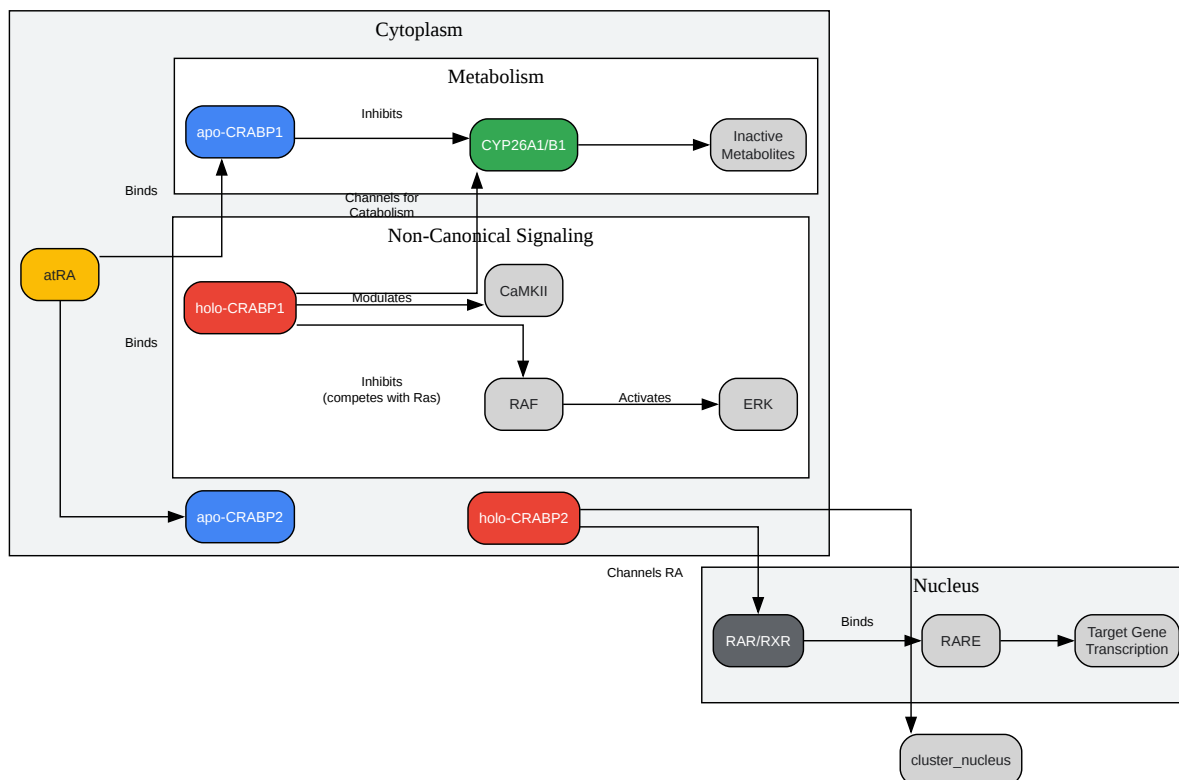 Cytoplasm
Metabolism
apo-CRABP1
Inhibits
CYP26A1/B1
Inactive
Metabolites
Binds
Channels for
Catabolism
Non-Canonical Signaling
atRA
holo-CRABP1
Modulates
CaMKII
Binds
Inhibits
(competes with Ras)
RAF
Activates
ERK
apo-CRABP2
holo-CRABP2
Channels RA
Nucleus
RAR/RXR
Binds
RARE
Target Gene
Transcription
cluster_nucleus